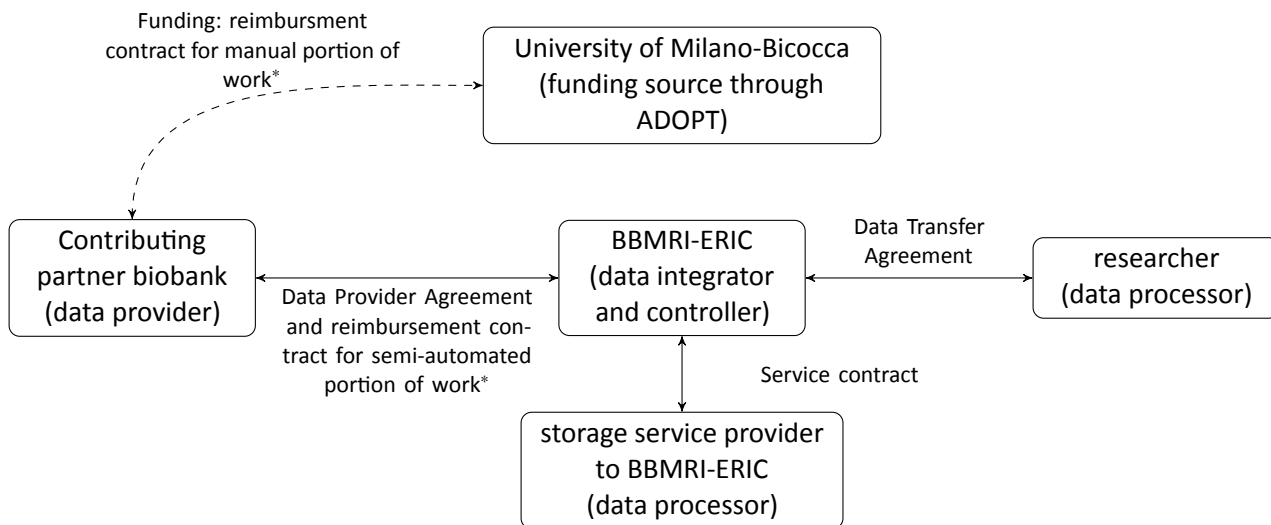 Funding: reimbursment
contract for manual portion of
work*
University of Milano-Bicocca
(funding source through
ADOPT)
Contributing
partner biobank
(data provider)
Data Provider Agreement
and reimbursement con-
tract for semi-automated
portion of work*
BBMRI-ERIC
(data integrator
and controller)
Data Transfer
Agreement
researcher
(data processor)
Service contract
storage service provider
to BBMRI-ERIC
(data processor)